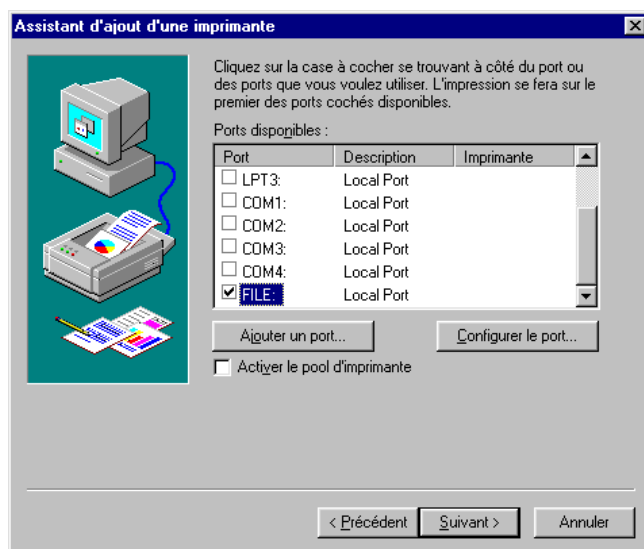 Assistant d'ajout d'une imprimante
Cliquez sur la case à cocher se trouvant à côté du port ou
des ports que vous voulez utiliser. L'impression se fera sur le
premier des ports cochés disponibles.
Ports disponibles :
Port Description Imprimante
LPT3: Local Port
COM1: Local Port
COM2: Local Port
COM3: Local Port
COM4: Local Port
FILE: Local Port
Ajouter un port... Configurer le port...
Activer le pool d'imprimante
< Précédent Suivant > Annuler